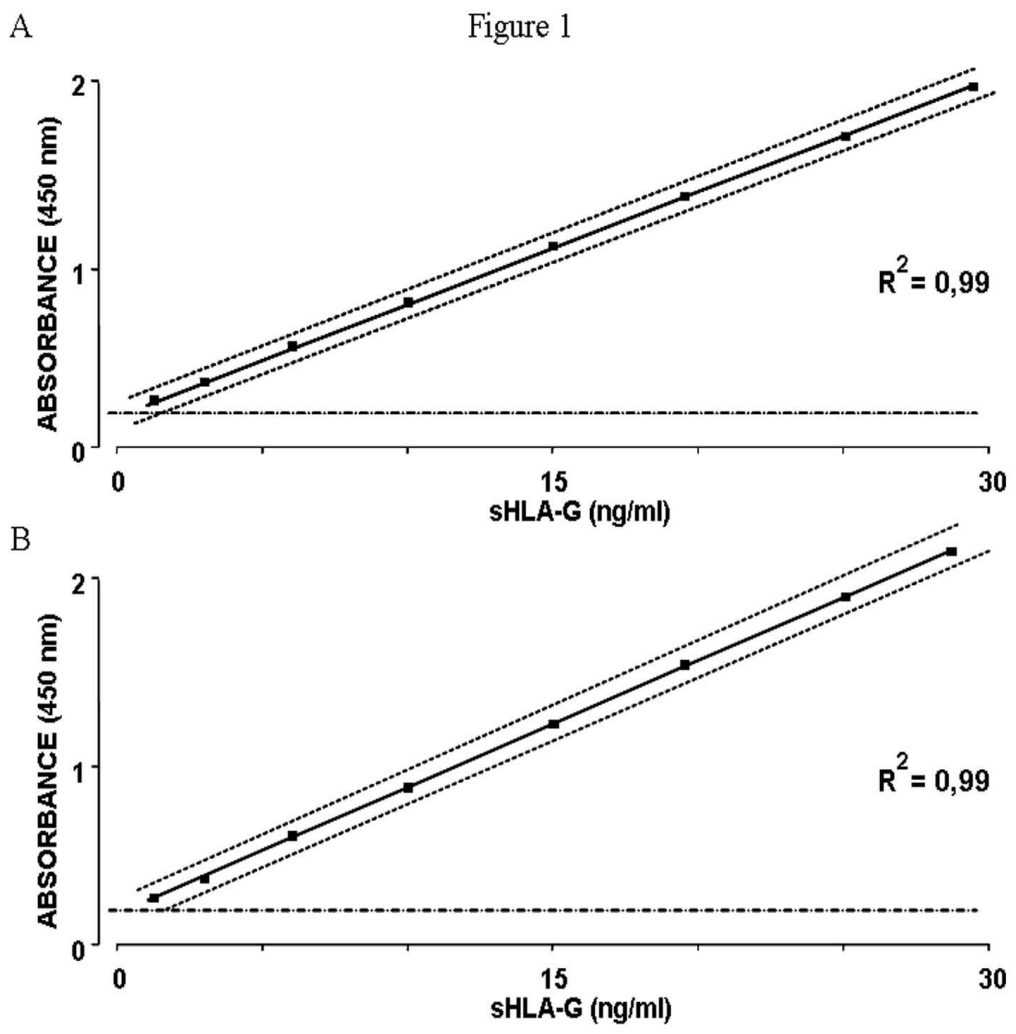 A
Figure 1
ABSORBANCE (450 nm)
2
1
0
R2 = 0,99
0 15 30
sHLA-G (ng/ml)
B
ABSORBANCE (450 nm)
2
1
0
R2 = 0,99
0 15 30
sHLA-G (ng/ml)